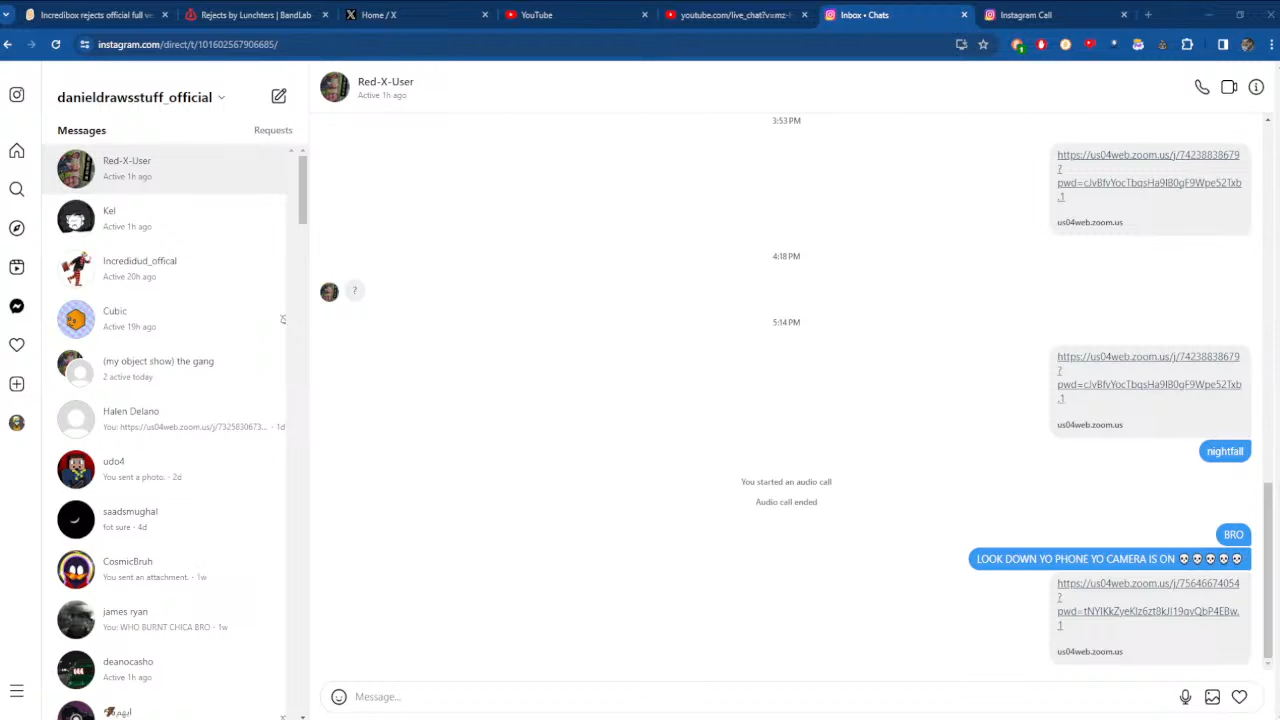 Incredibox rejects official full ve
Rejects by Lunchters | BandLab
Home / X
YouTube
youtube.com/live_chat?v=mz-
Inbox • Chats
Instagram Call
instagram.com/direct/t/101602567906685/
danieldrawsstuff_official
Messages
Requests
Red-X-User
Active 1h ago
Kel
Active 1h ago
Incredidud_offical
Active 20h ago
Cubic
Active 19h ago
(my object show) the gang
2 active today
Halen Delano
You: https://us04web.zoom.us/j/7325830673... · 1d
udo4
You sent a photo. · 2d
saadsmughal
fot sure · 4d
CosmicBruh
You sent an attachment. · 1w
james ryan
You: WHO BURNT CHICA BRO · 1w
deanocasho
Active 1h ago
Red-X-User
Active 1h ago
3:53 PM
https://us04web.zoom.us/j/74238838679
?
pwd=cJvBfvYocTbqsHa9I80gF9Wpe52Txb
.1
us04web.zoom.us
4:18 PM
?
5:14 PM
https://us04web.zoom.us/j/74238838679
?
pwd=cJvBfvYocTbqsHa9I80gF9Wpe52Txb
.1
us04web.zoom.us
nightfall
You started an audio call
Audio call ended
BRO
LOOK DOWN YO PHONE YO CAMERA IS ON 💀💀💀💀💀
https://us04web.zoom.us/j/75646674054
?
pwd=tNYIKkZyeKlz6zt8kJI19qvQbP4EBw.
1
us04web.zoom.us
Message...